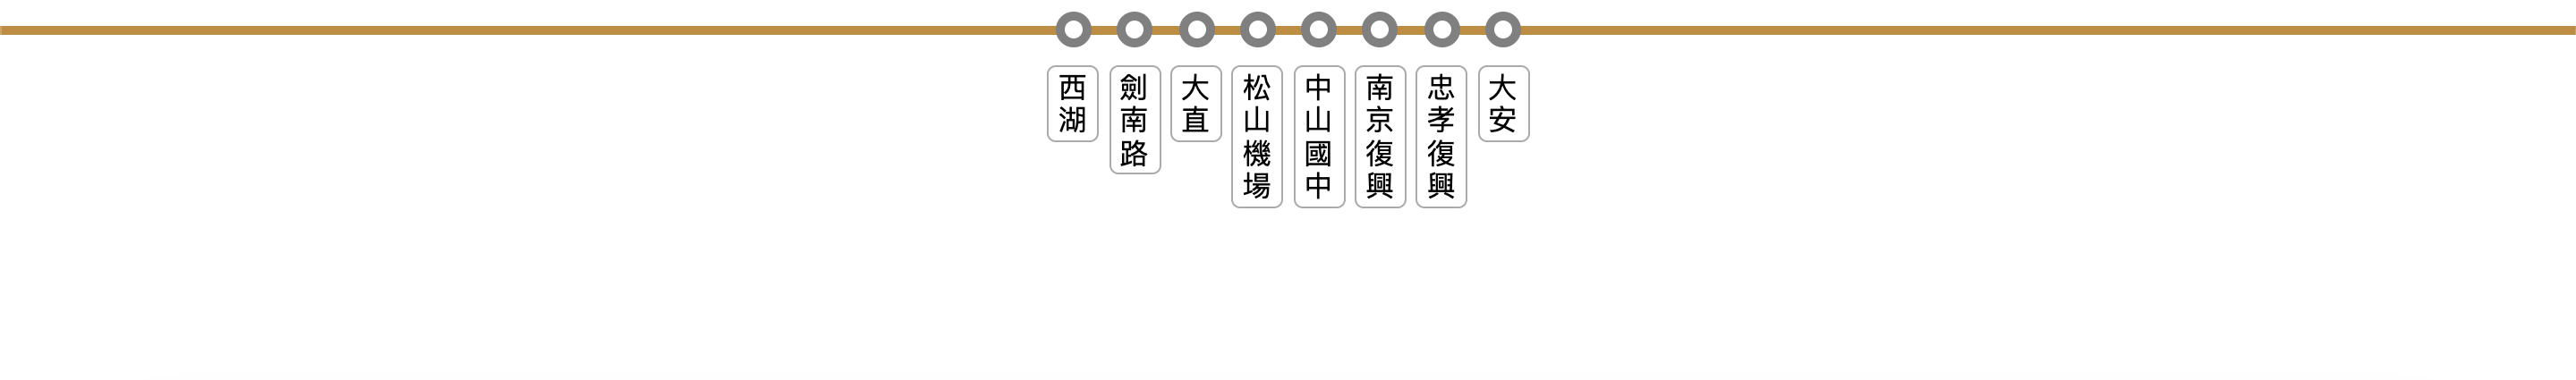 西湖
劍南路
大直
松山機場
中山國中
南京復興
忠孝復興
大安